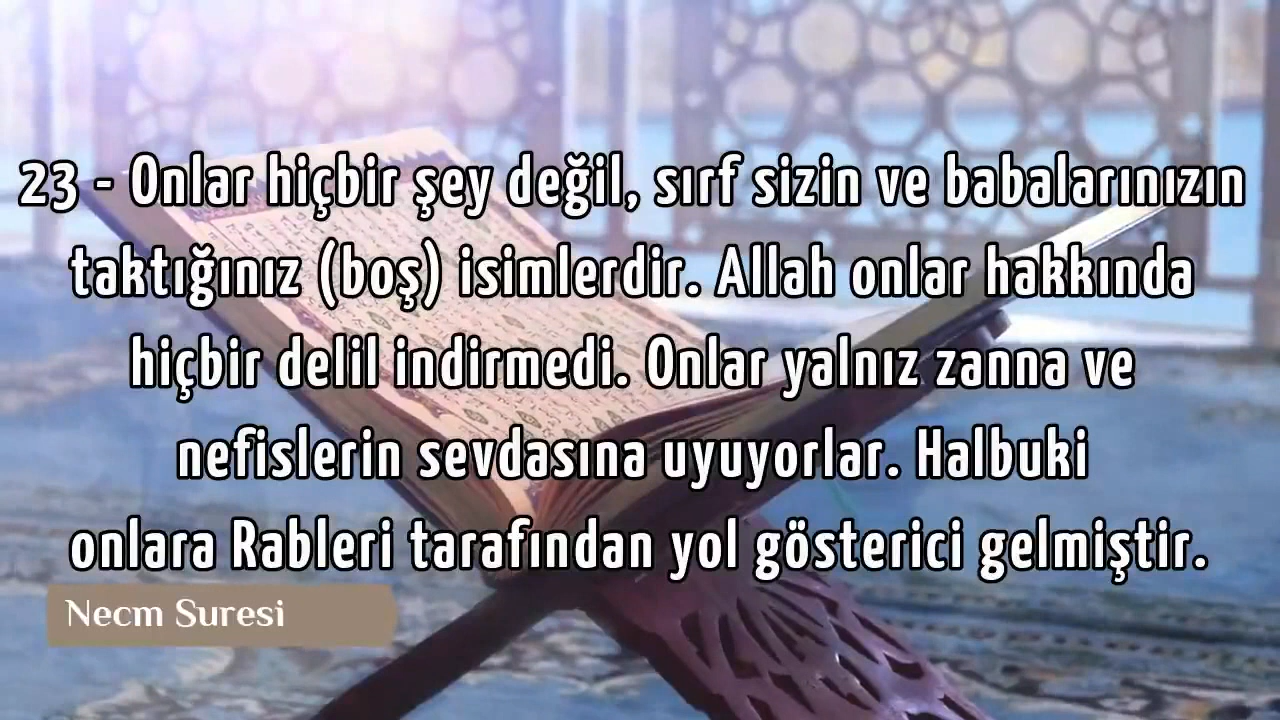 23 - Onlar hiçbir şey değil, sırf sizin ve babalarınızın
taktığınız (boş) isimlerdir. Allah onlar hakkında
hiçbir delil indirmedi. Onlar yalnız zanna ve
nefislerin sevdasına uyuyorlar. Halbuki
onlara Rableri tarafından yol gösterici gelmiştir.
Necm Suresi